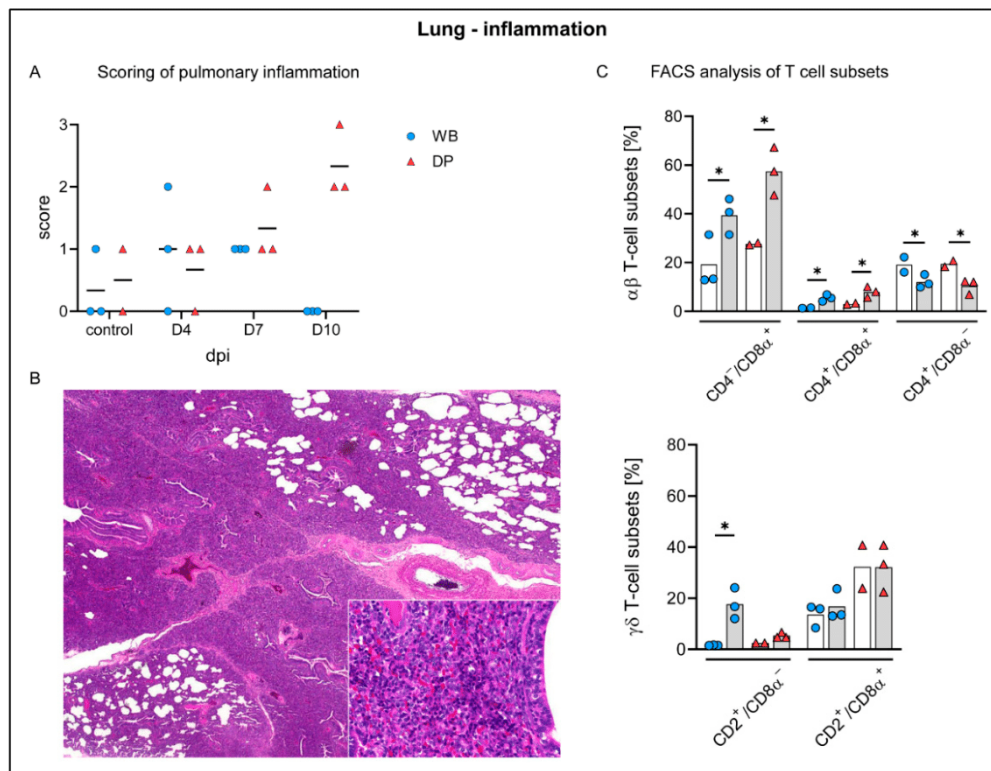 Lung - inflammation
A Scoring of pulmonary inflammation
3
2
1
0
score
control D4 D7 D10
dpi
WB
DP
B
C FACS analysis of T cell subsets
80
60
40
20
0
αβ T-cell subsets [%]
* * * * * *
CD4⁻/CD8α⁺
CD4⁺/CD8α⁺
CD4⁺/CD8α⁻
80
60
40
20
0
γδ T-cell subsets [%]
*
CD2⁺/CD8α⁻
CD2⁺/CD8α⁺